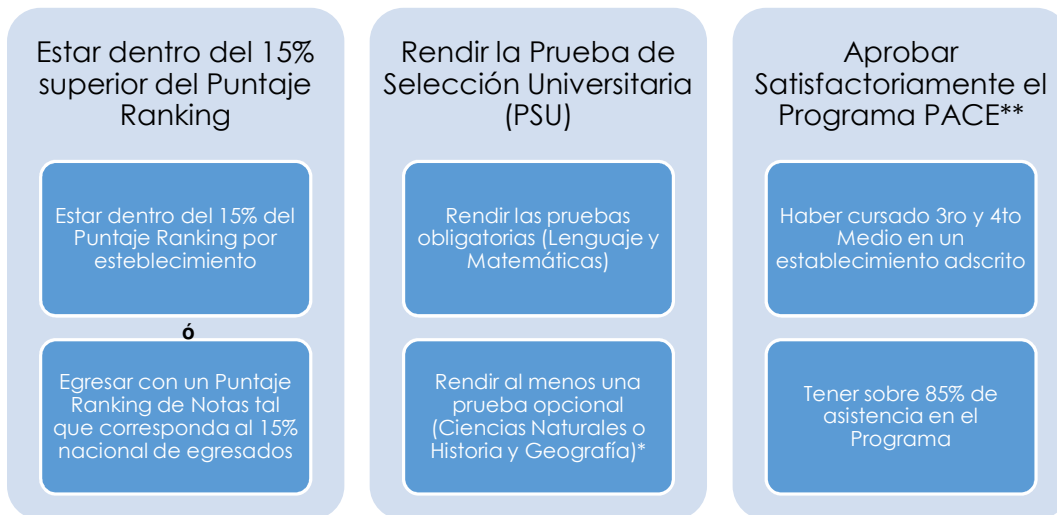 Estar dentro del 15%
superior del Puntaje
Ranking
Estar dentro del 15% del
Puntaje Ranking por
esteblecimiento
ó
Egresar con un Puntaje
Ranking de Notas tal
que corresponda al 15%
nacional de egresados
Rendir la Prueba de
Selección Universitaria
(PSU)
Rendir las pruebas
obligatorias (Lenguaje y
Matemáticas)
Rendir al menos una
prueba opcional
(Ciencias Naturales o
Historia y Geografía)*
Aprobar
Satisfactoriamente el
Programa PACE**
Haber cursado 3ro y 4to
Medio en un
establecimiento adscrito
Tener sobre 85% de
asistencia en el
Programa